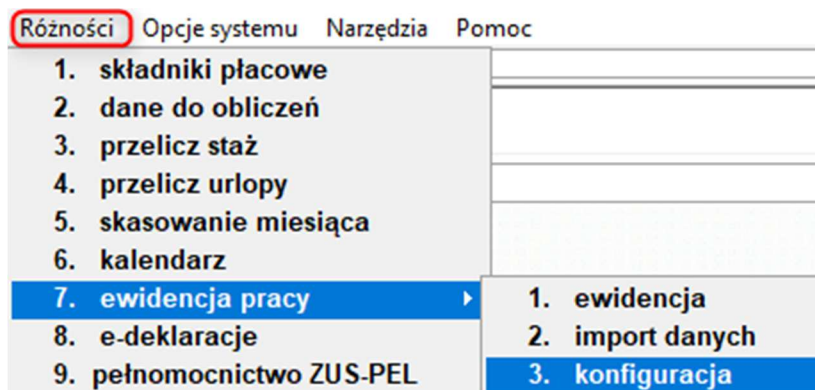 Różności Opcje systemu Narzędzia Pomoc
1. składniki płacowe
2. dane do obliczeń
3. przelicz staż
4. przelicz urlopy
5. skasowanie miesiąca
6. kalendarz
7. ewidencja pracy
8. e-deklaracje
9. pełnomocnictwo ZUS-PEL
1. ewidencja
2. import danych
3. konfiguracja